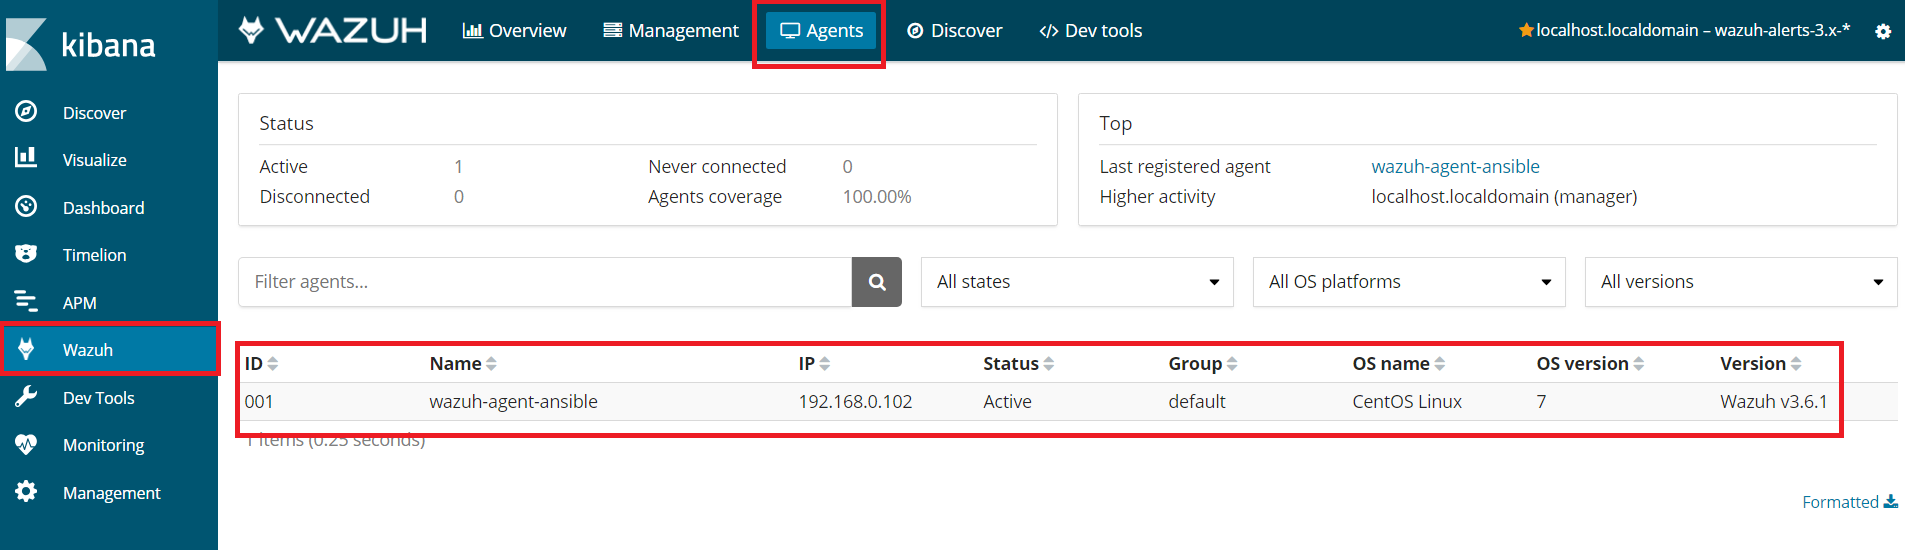 kibana
Discover
Visualize
Dashboard
Timelion
APM
Wazuh
Dev Tools
Monitoring
Management
WAZUH Overview Management Agents Discover </> Dev tools localhost.localdomain – wazuh-alerts-3.x-*
Status
Active 1 Never connected 0
Disconnected 0 Agents coverage 100.00%
Top
Last registered agent wazuh-agent-ansible
Higher activity localhost.localdomain (manager)
Filter agents... All states All OS platforms All versions
ID Name IP Status Group OS name OS version Version
001 wazuh-agent-ansible 192.168.0.102 Active default CentOS Linux 7 Wazuh v3.6.1
1 items (0.25 seconds)
Formatted